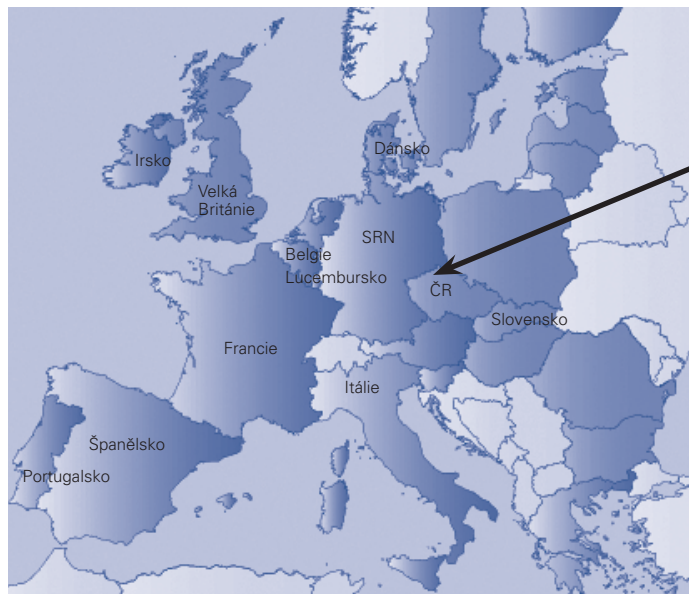 Dánsko
Irsko
Velká
Británie
SRN
Belgie
Lucembursko
ČR
Slovensko
Francie
Itálie
Španělsko
Portugalsko